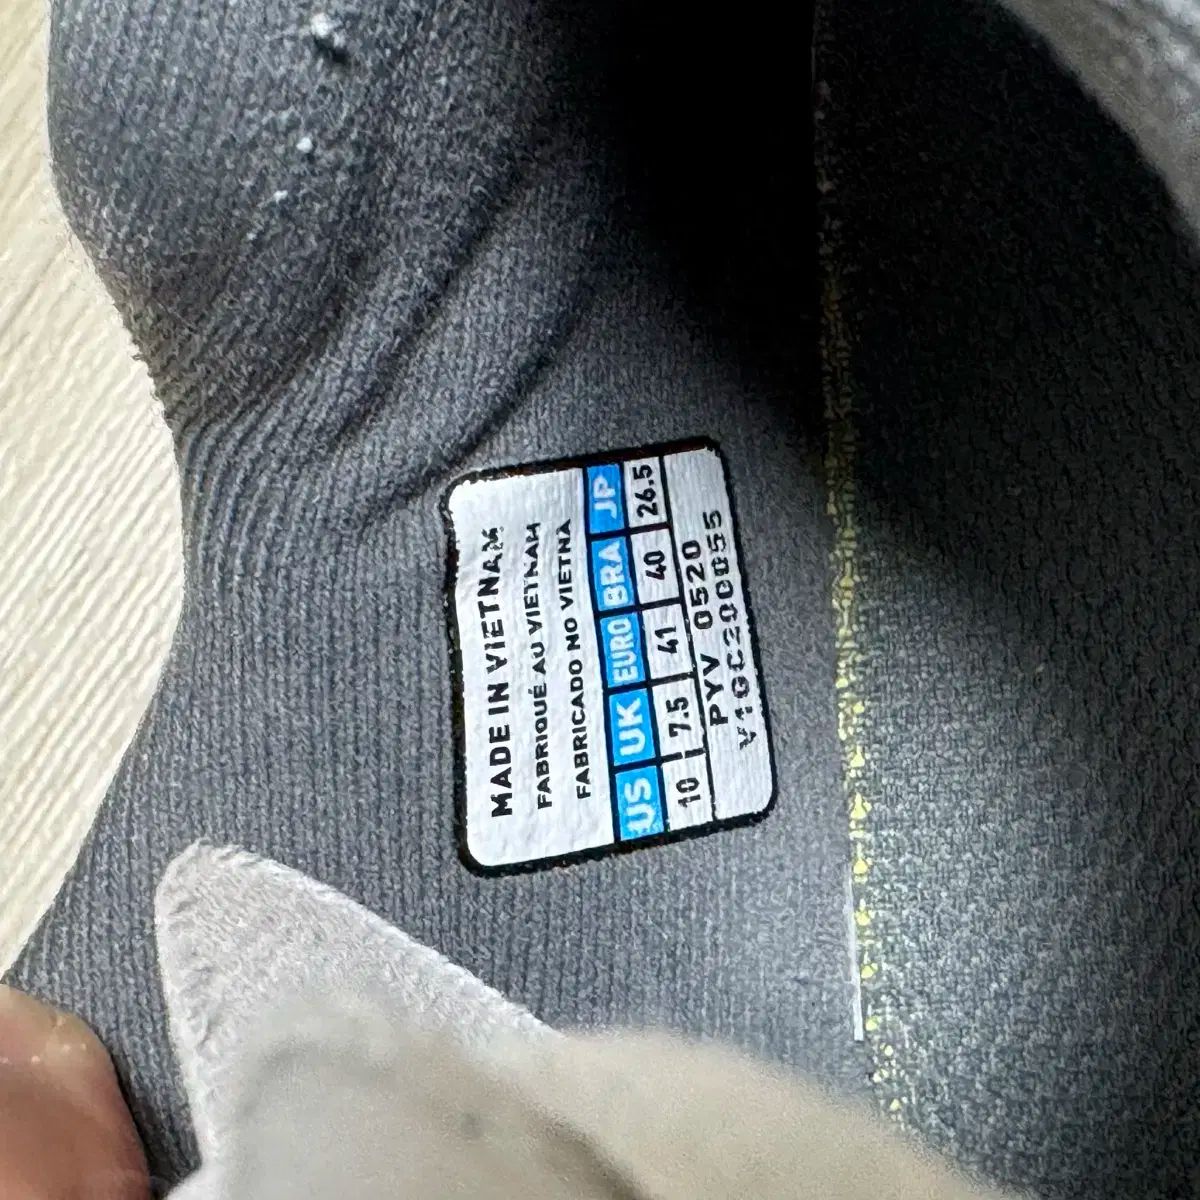 MADE IN VIETNAM
FABRIQUÉ AU VIETNAM
FABRICADO NO VIETNÃ
US UK EURO BRA JP
10 7.5 41 40 26.5
PYV 0520